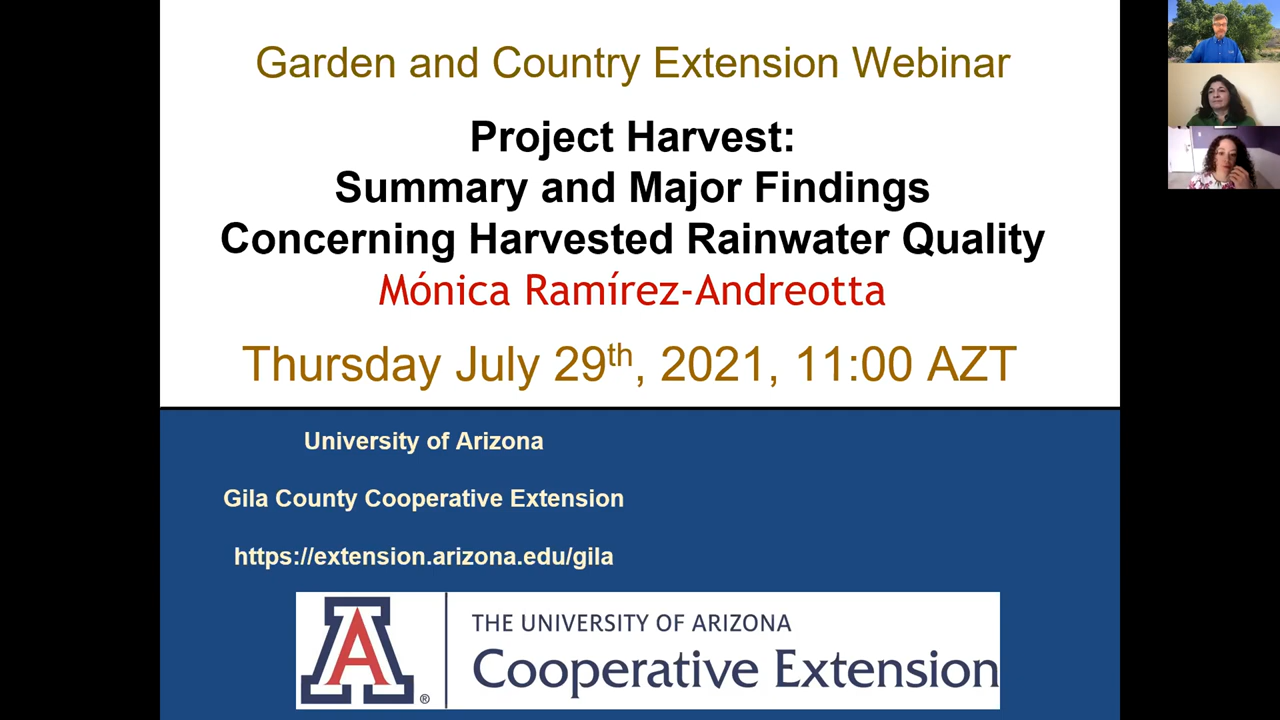 Garden and Country Extension Webinar
Project Harvest:
Summary and Major Findings
Concerning Harvested Rainwater Quality
Mónica Ramírez-Andreotta
Thursday July 29th, 2021, 11:00 AZT
University of Arizona
Gila County Cooperative Extension
https://extension.arizona.edu/gila
A®
THE UNIVERSITY OF ARIZONA
Cooperative Extension